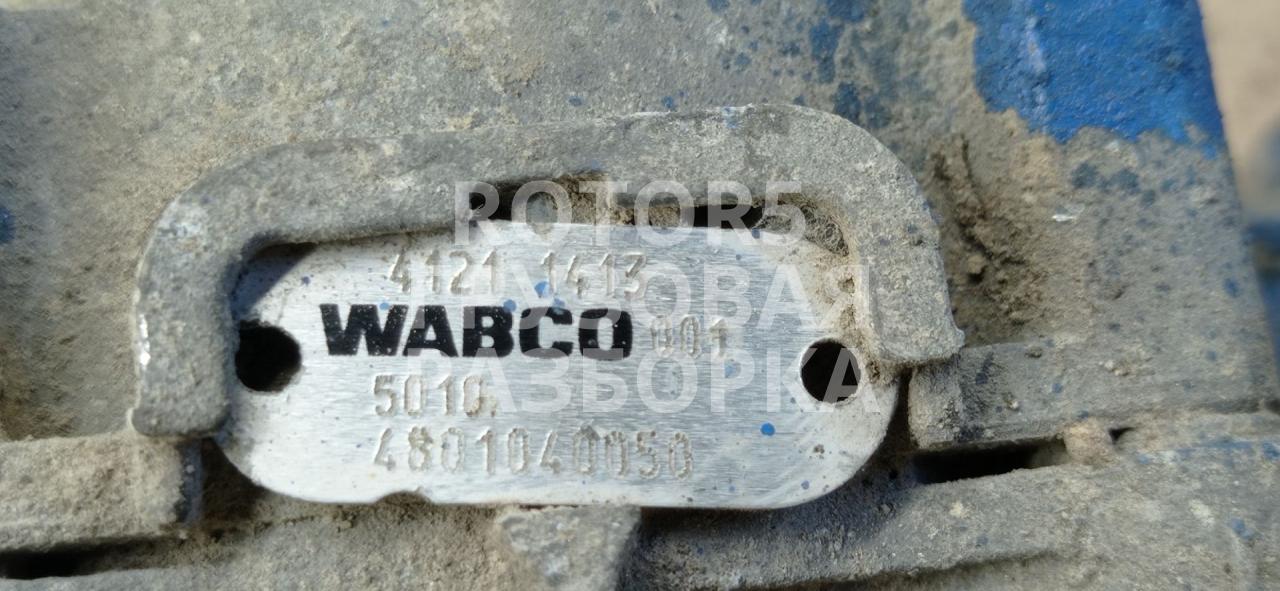 ROTOR5
4121 1413
ГРУЗОВАЯ
WABCO 001
РАЗБОРКА
5010
4801040050